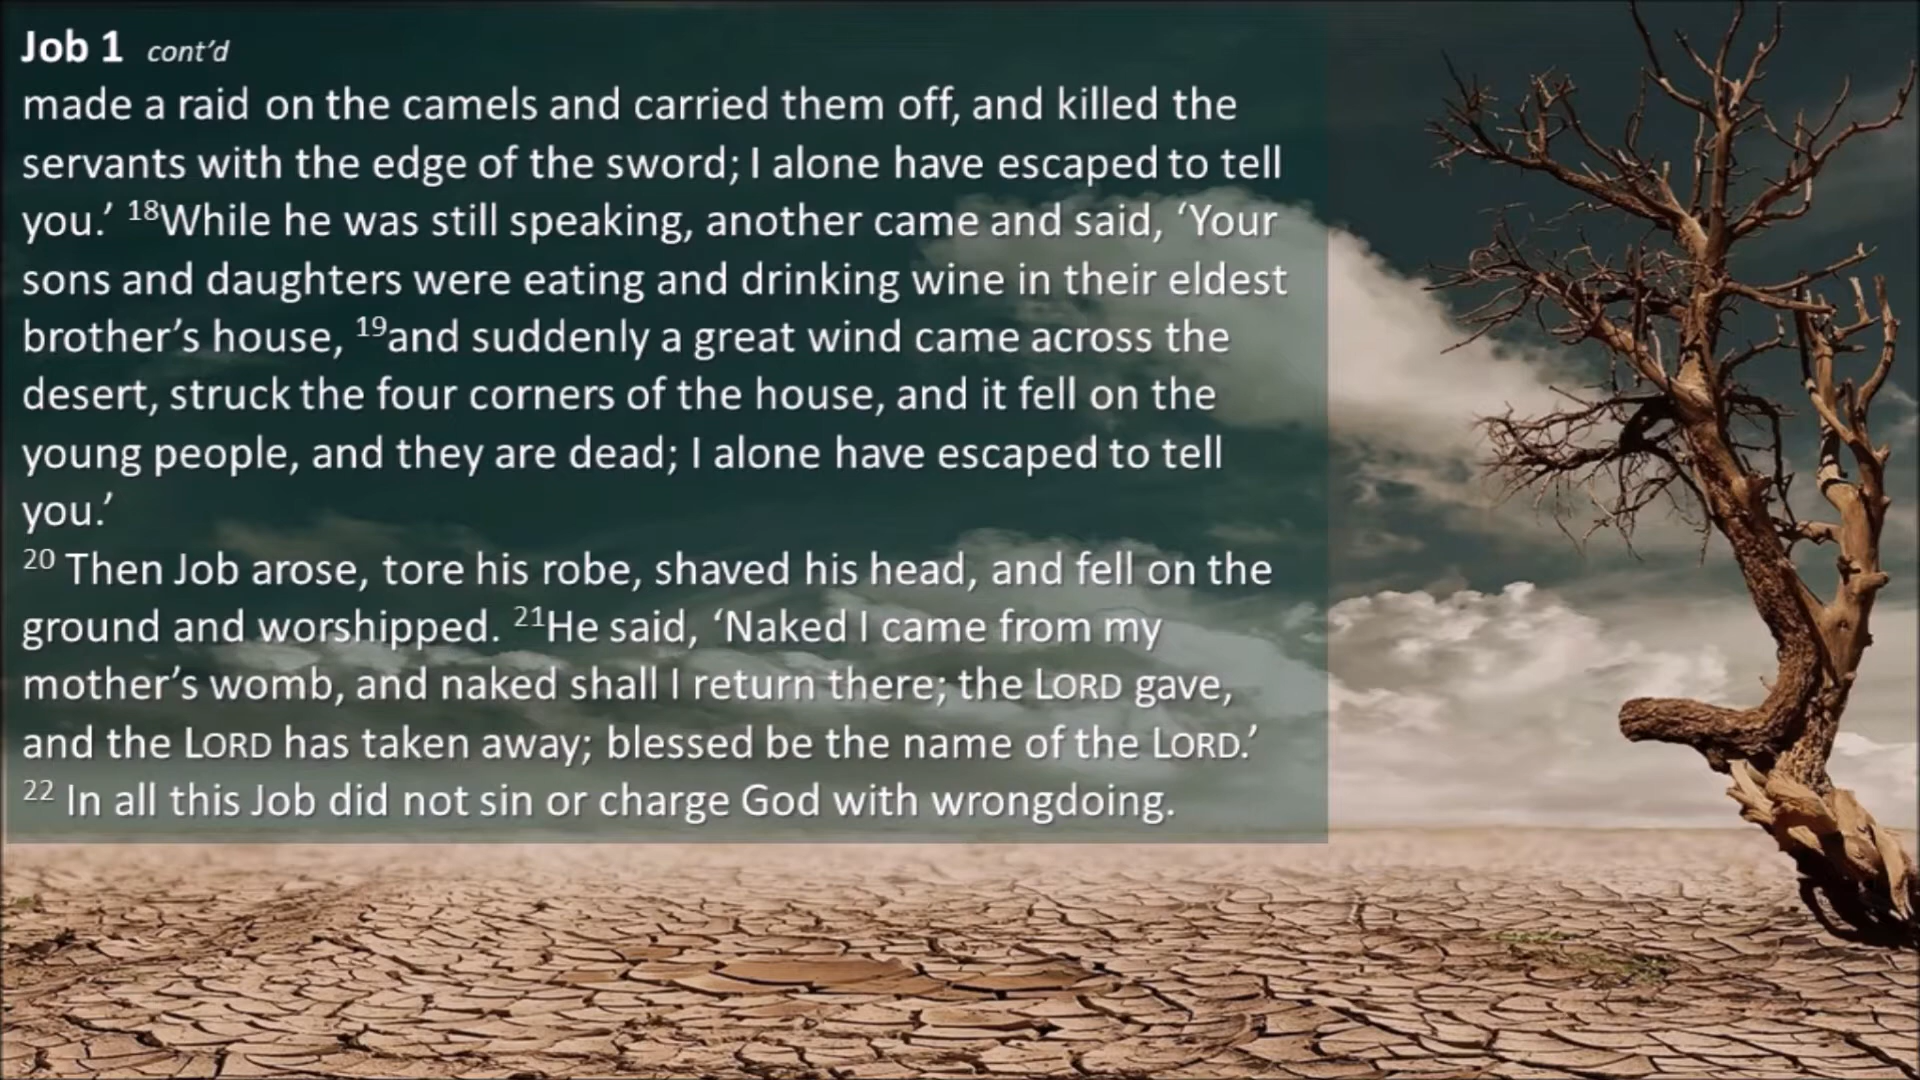 Job 1 cont’d
made a raid on the camels and carried them off, and killed the
servants with the edge of the sword; I alone have escaped to tell
you.’ 18While he was still speaking, another came and said, ‘Your
sons and daughters were eating and drinking wine in their eldest
brother’s house, 19and suddenly a great wind came across the
desert, struck the four corners of the house, and it fell on the
young people, and they are dead; I alone have escaped to tell
you.’
20 Then Job arose, tore his robe, shaved his head, and fell on the
ground and worshipped. 21He said, ‘Naked I came from my
mother’s womb, and naked shall I return there; the LORD gave,
and the LORD has taken away; blessed be the name of the LORD.’
22 In all this Job did not sin or charge God with wrongdoing.